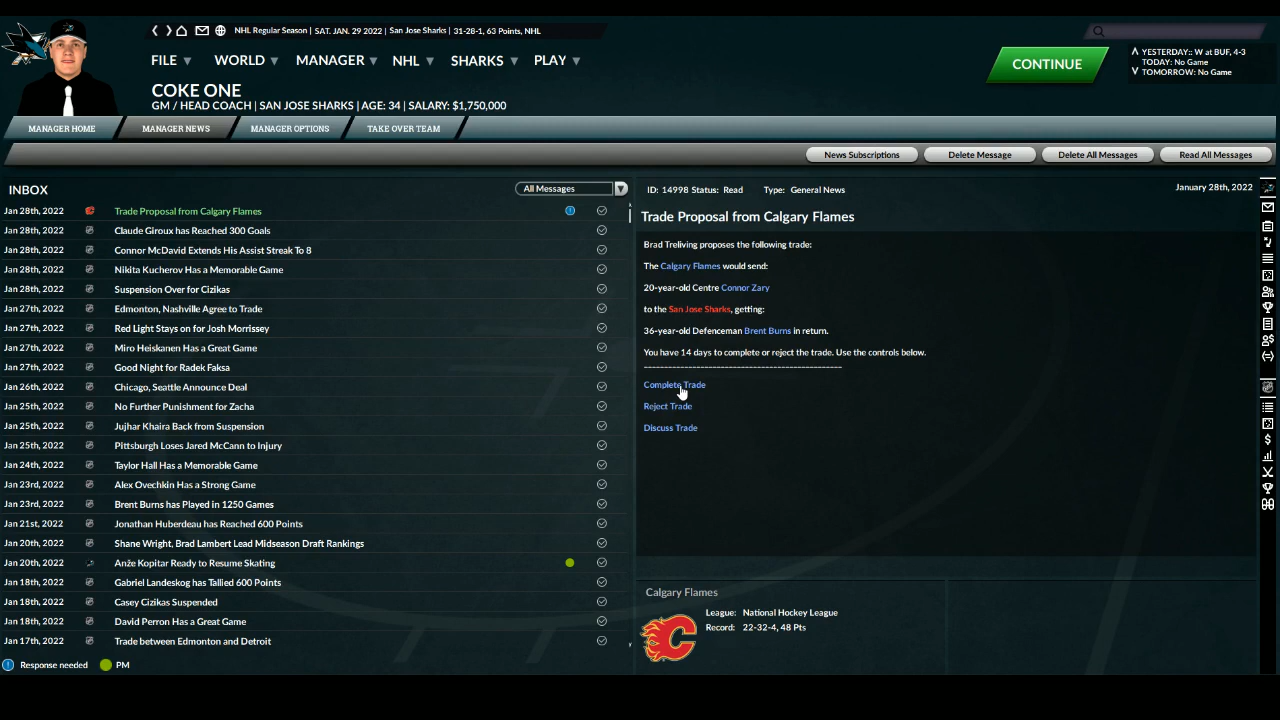 NHL Regular Season | SAT. JAN. 29 2022 | San Jose Sharks | 31-28-1, 63 Points, NHL
FILE WORLD MANAGER NHL SHARKS PLAY
CONTINUE
YESTERDAY:: W at BUF, 4-3
TODAY: No Game
TOMORROW: No Game
COKE ONE
GM / HEAD COACH | SAN JOSE SHARKS | AGE: 34 | SALARY: $1,750,000
MANAGER HOME MANAGER NEWS MANAGER OPTIONS TAKE OVER TEAM
News Subscriptions Delete Message Delete All Messages Read All Messages
INBOX All Messages
Jan 28th, 2022 Trade Proposal from Calgary Flames
Jan 28th, 2022 Claude Giroux has Reached 300 Goals
Jan 28th, 2022 Connor McDavid Extends His Assist Streak To 8
Jan 28th, 2022 Nikita Kucherov Has a Memorable Game
Jan 28th, 2022 Suspension Over for Cizikas
Jan 27th, 2022 Edmonton, Nashville Agree to Trade
Jan 27th, 2022 Red Light Stays on for Josh Morrissey
Jan 27th, 2022 Miro Heiskanen Has a Great Game
Jan 27th, 2022 Good Night for Radek Faksa
Jan 26th, 2022 Chicago, Seattle Announce Deal
Jan 25th, 2022 No Further Punishment for Zacha
Jan 25th, 2022 Jujhar Khaira Back from Suspension
Jan 25th, 2022 Pittsburgh Loses Jared McCann to Injury
Jan 24th, 2022 Taylor Hall Has a Memorable Game
Jan 23rd, 2022 Alex Ovechkin Has a Strong Game
Jan 23rd, 2022 Brent Burns has Played in 1250 Games
Jan 21st, 2022 Jonathan Huberdeau has Reached 600 Points
Jan 20th, 2022 Shane Wright, Brad Lambert Lead Midseason Draft Rankings
Jan 20th, 2022 Anže Kopitar Ready to Resume Skating
Jan 18th, 2022 Gabriel Landeskog has Tallied 600 Points
Jan 18th, 2022 Casey Cizikas Suspended
Jan 18th, 2022 David Perron Has a Great Game
Jan 17th, 2022 Trade between Edmonton and Detroit
Response needed PM
ID: 14998 Status: Read Type: General News January 28th, 2022
Trade Proposal from Calgary Flames
Brad Treliving proposes the following trade:
The Calgary Flames would send:
20-year-old Centre Connor Zary
to the San Jose Sharks, getting:
36-year-old Defenceman Brent Burns in return.
You have 14 days to complete or reject the trade. Use the controls below.
Complete Trade
Reject Trade
Discuss Trade
Calgary Flames
League: National Hockey League
Record: 22-32-4, 48 Pts